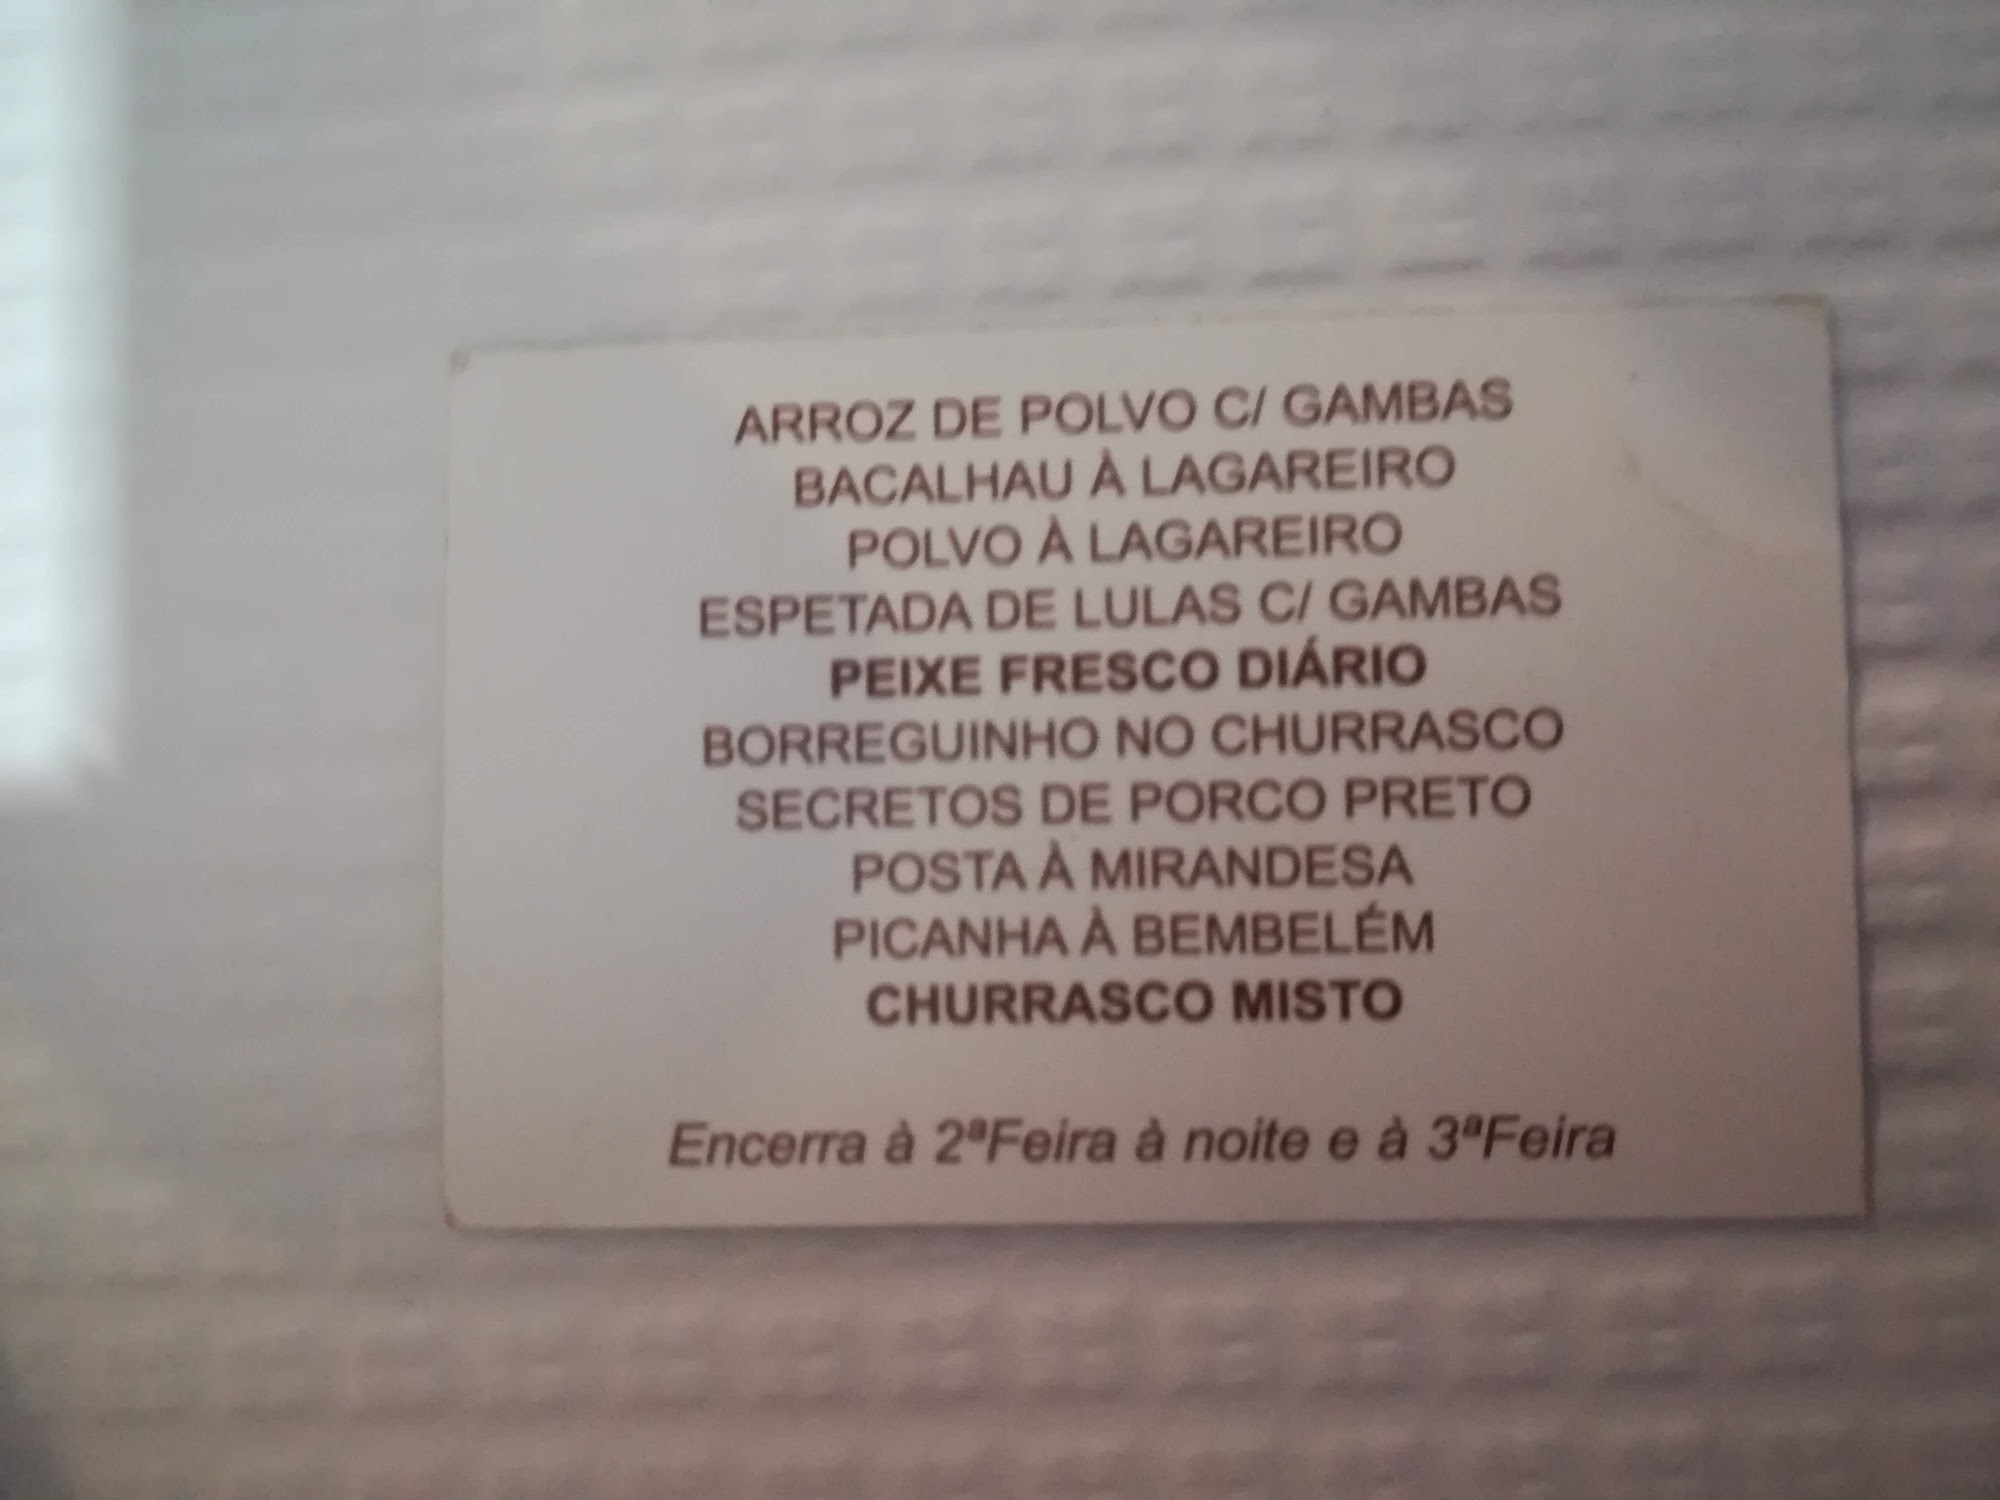 ARROZ DE POLVO C/ GAMBAS
BACALHAU À LAGAREIRO
POLVO À LAGAREIRO
ESPETADA DE LULAS C/ GAMBAS
PEIXE FRESCO DIÁRIO
BORREGUINHO NO CHURRASCO
SECRETOS DE PORCO PRETO
POSTA À MIRANDESA
PICANHA À BEMBELÉM
CHURRASCO MISTO
Encerra à 2ªFeira à noite e à 3ªFeira